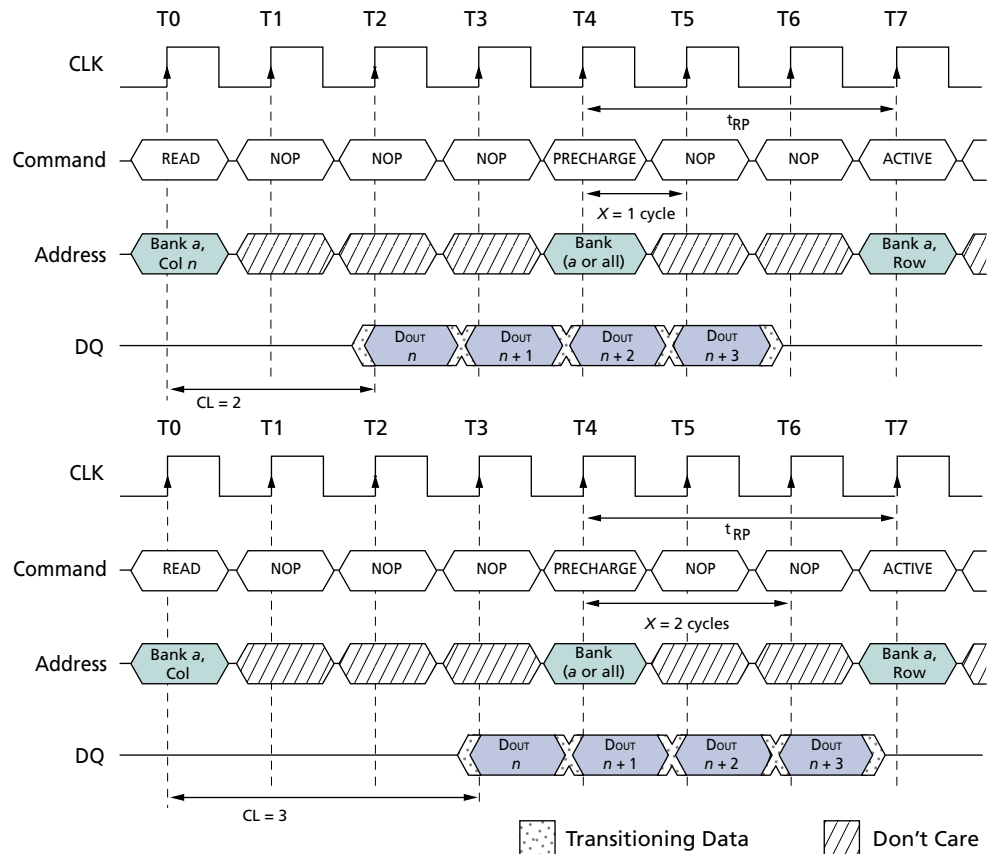 T0 T1 T2 T3 T4 T5 T6 T7
CLK
tRP
Command READ NOP NOP NOP PRECHARGE NOP NOP ACTIVE
X = 1 cycle
Address Bank a, Col n Bank (a or all) Bank a, Row
DQ DOUT n DOUT n + 1 DOUT n + 2 DOUT n + 3
CL = 2
T0 T1 T2 T3 T4 T5 T6 T7
CLK
tRP
Command READ NOP NOP NOP PRECHARGE NOP NOP ACTIVE
X = 2 cycles
Address Bank a, Col Bank (a or all) Bank a, Row
DQ DOUT n DOUT n + 1 DOUT n + 2 DOUT n + 3
CL = 3
Transitioning Data Don't Care